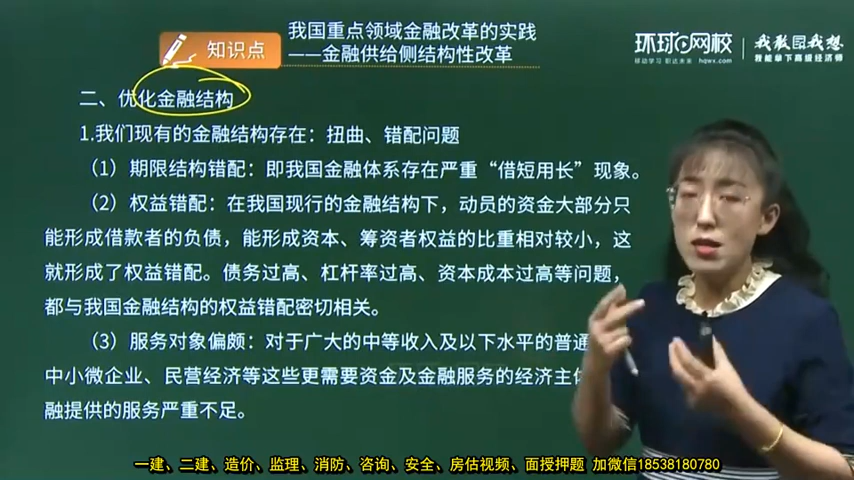 知识点
我国重点领域金融改革的实践
——金融供给侧结构性改革
环球网校
移动学习 职达未来 hqwx.com
我敢国我想
我能拿下高级经济师
二、优化金融结构
1.我们现有的金融结构存在：扭曲、错配问题
（1）期限结构错配：即我国金融体系存在严重“借短用长”现象。
（2）权益错配：在我国现行的金融结构下，动员的资金大部分只
能形成借款者的负债，能形成资本、筹资者权益的比重相对较小，这
就形成了权益错配。债务过高、杠杆率过高、资本成本过高等问题，
都与我国金融结构的权益错配密切相关。
（3）服务对象偏颇：对于广大的中等收入及以下水平的普通
中小微企业、民营经济等这些更需要资金及金融服务的经济主体
融提供的服务严重不足。
一建、二建、造价、监理、消防、咨询、安全、房估视频、面授押题 加微信18538180780